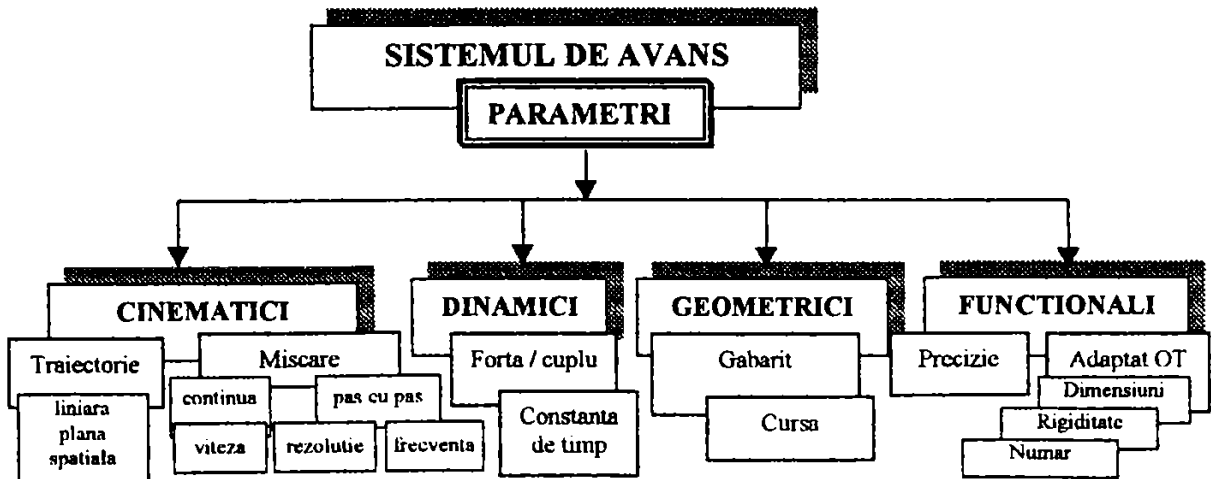 SISTEMUL DE AVANS
PARAMETRI
CINEMATICI
DINAMICI
GEOMETRICI
FUNCTIONALI
Traiectorie
Miscare
Forta / cuplu
Gabarit
Precizie
Adaptat OT
liniara
plana
spatiala
continua
pas cu pas
viteza
rezolutie
frecventa
Constanta
de timp
Cursa
Dimensiuni
Rigiditate
Numar